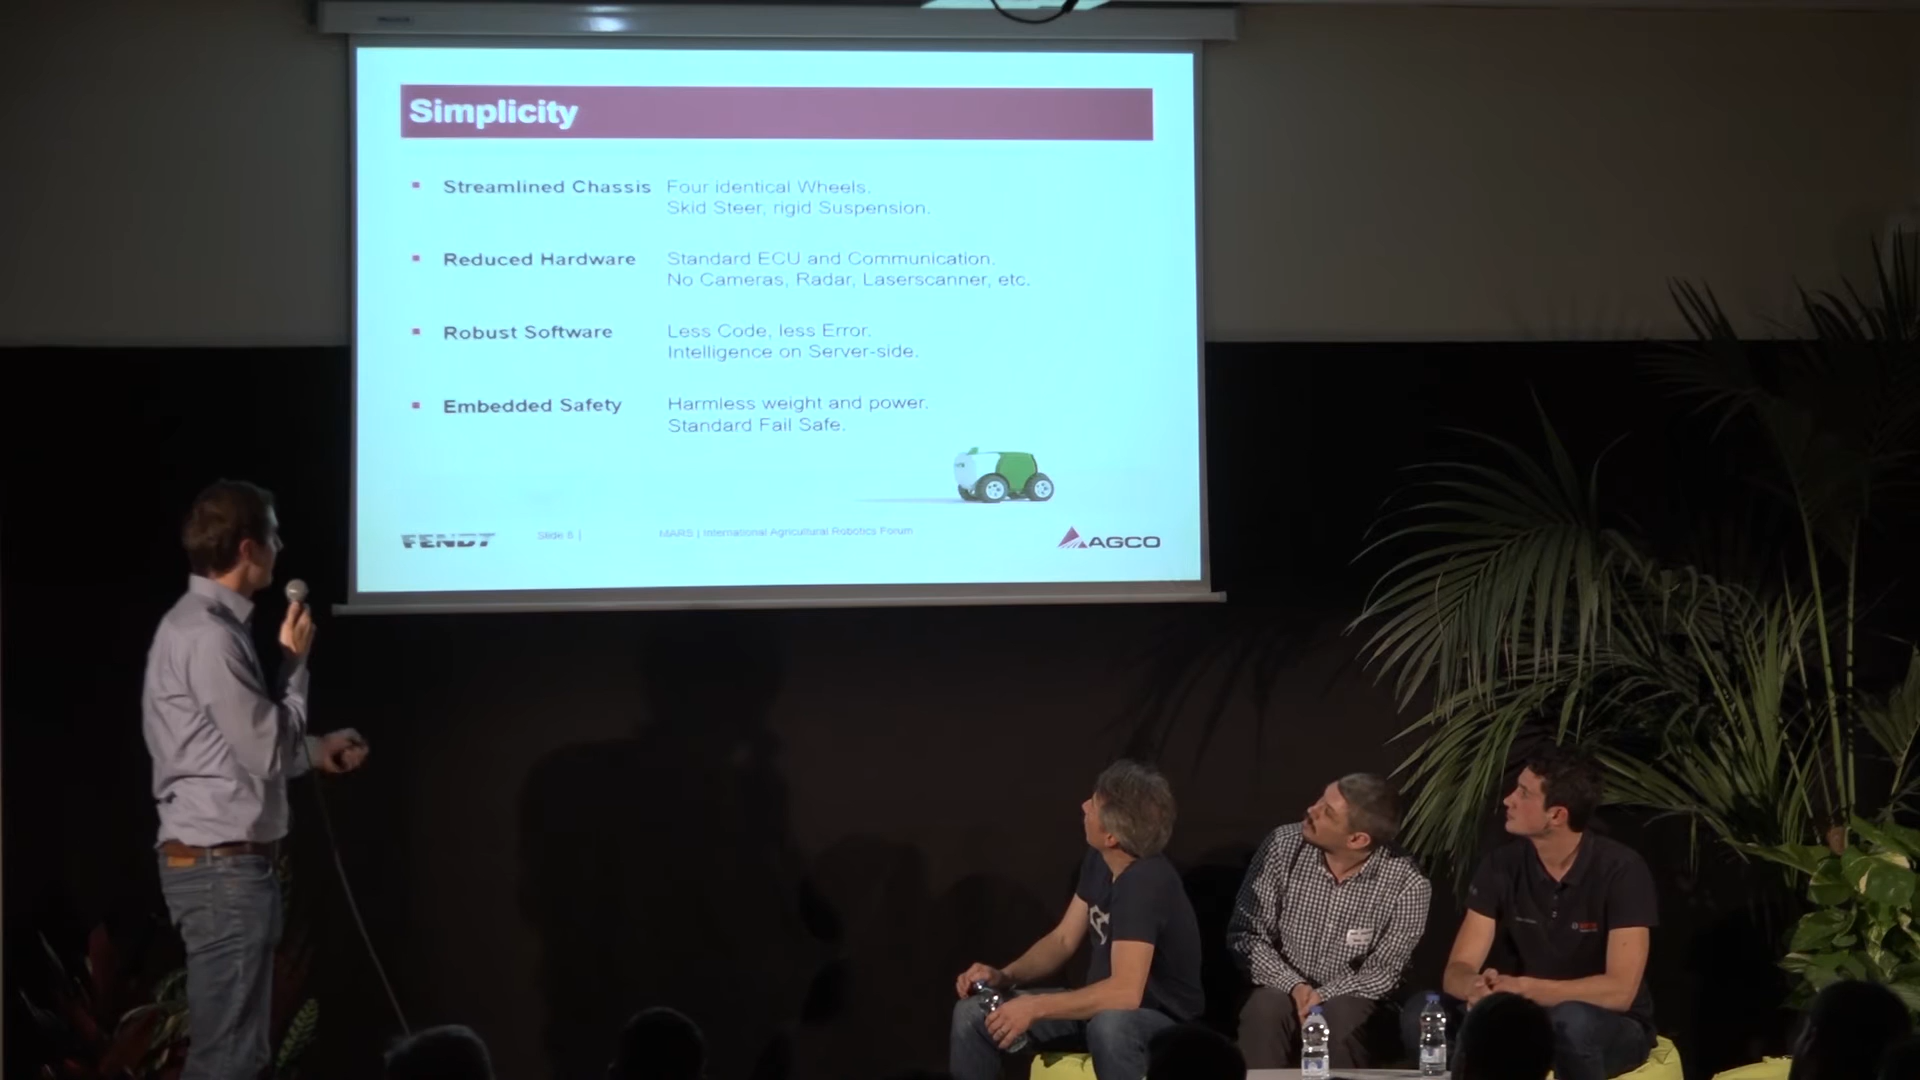 Simplicity
Streamlined Chassis Four identical Wheels.
Skid Steer, rigid Suspension.
Reduced Hardware Standard ECU and Communication.
No Cameras, Radar, Laserscanner, etc.
Robust Software Less Code, less Error.
Intelligence on Server-side.
Embedded Safety Harmless weight and power.
Standard Fail Safe.
FENDT Slide 6 | MARS | International Agricultural Robotics Forum AGCO